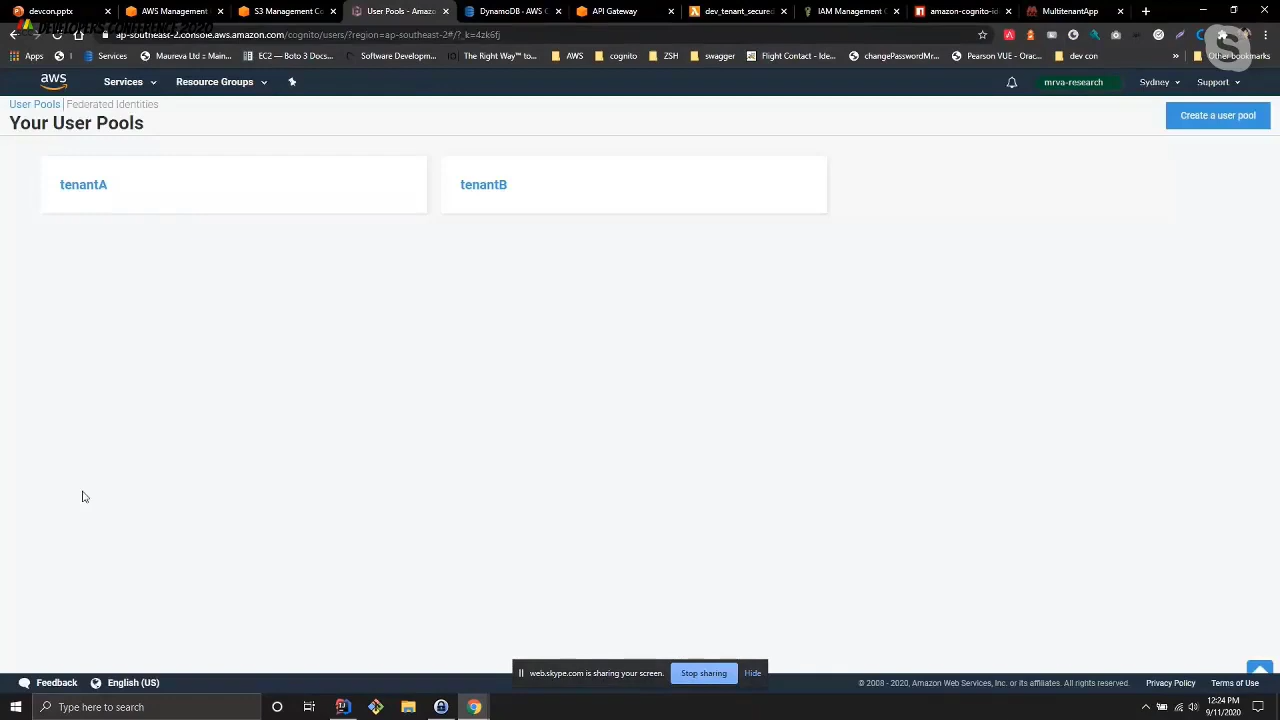 devcon.pptx
AWS Management
S3 Management Co
User Pools - Amazo
DynamoDB · AWS C
API Gateway
dev_tenant_secured
IAM Management C
amazon-cognito-id
MultitenantApp
DEVELOPERS CONFERENCE 2020
ap-southeast-2.console.aws.amazon.com/cognito/users/?region=ap-southeast-2#/?_k=4zk6fj
Apps
Services
Maureva Ltd :: Main...
EC2 — Boto 3 Docs...
Software Developm...
The Right Way™ to...
AWS
cognito
ZSH
swagger
Flight Contact - Ide...
changePasswordMr...
Pearson VUE - Orac...
dev con
»
Other bookmarks
aws
Services
Resource Groups
mrva-research
Sydney
Support
User Pools | Federated Identities
Your User Pools
Create a user pool
tenantA
tenantB
web.skype.com is sharing your screen.
Stop sharing
Hide
Feedback
English (US)
© 2008 - 2020, Amazon Web Services, Inc. or its affiliates. All rights reserved.
Privacy Policy
Terms of Use
Type here to search
12:24 PM
9/11/2020